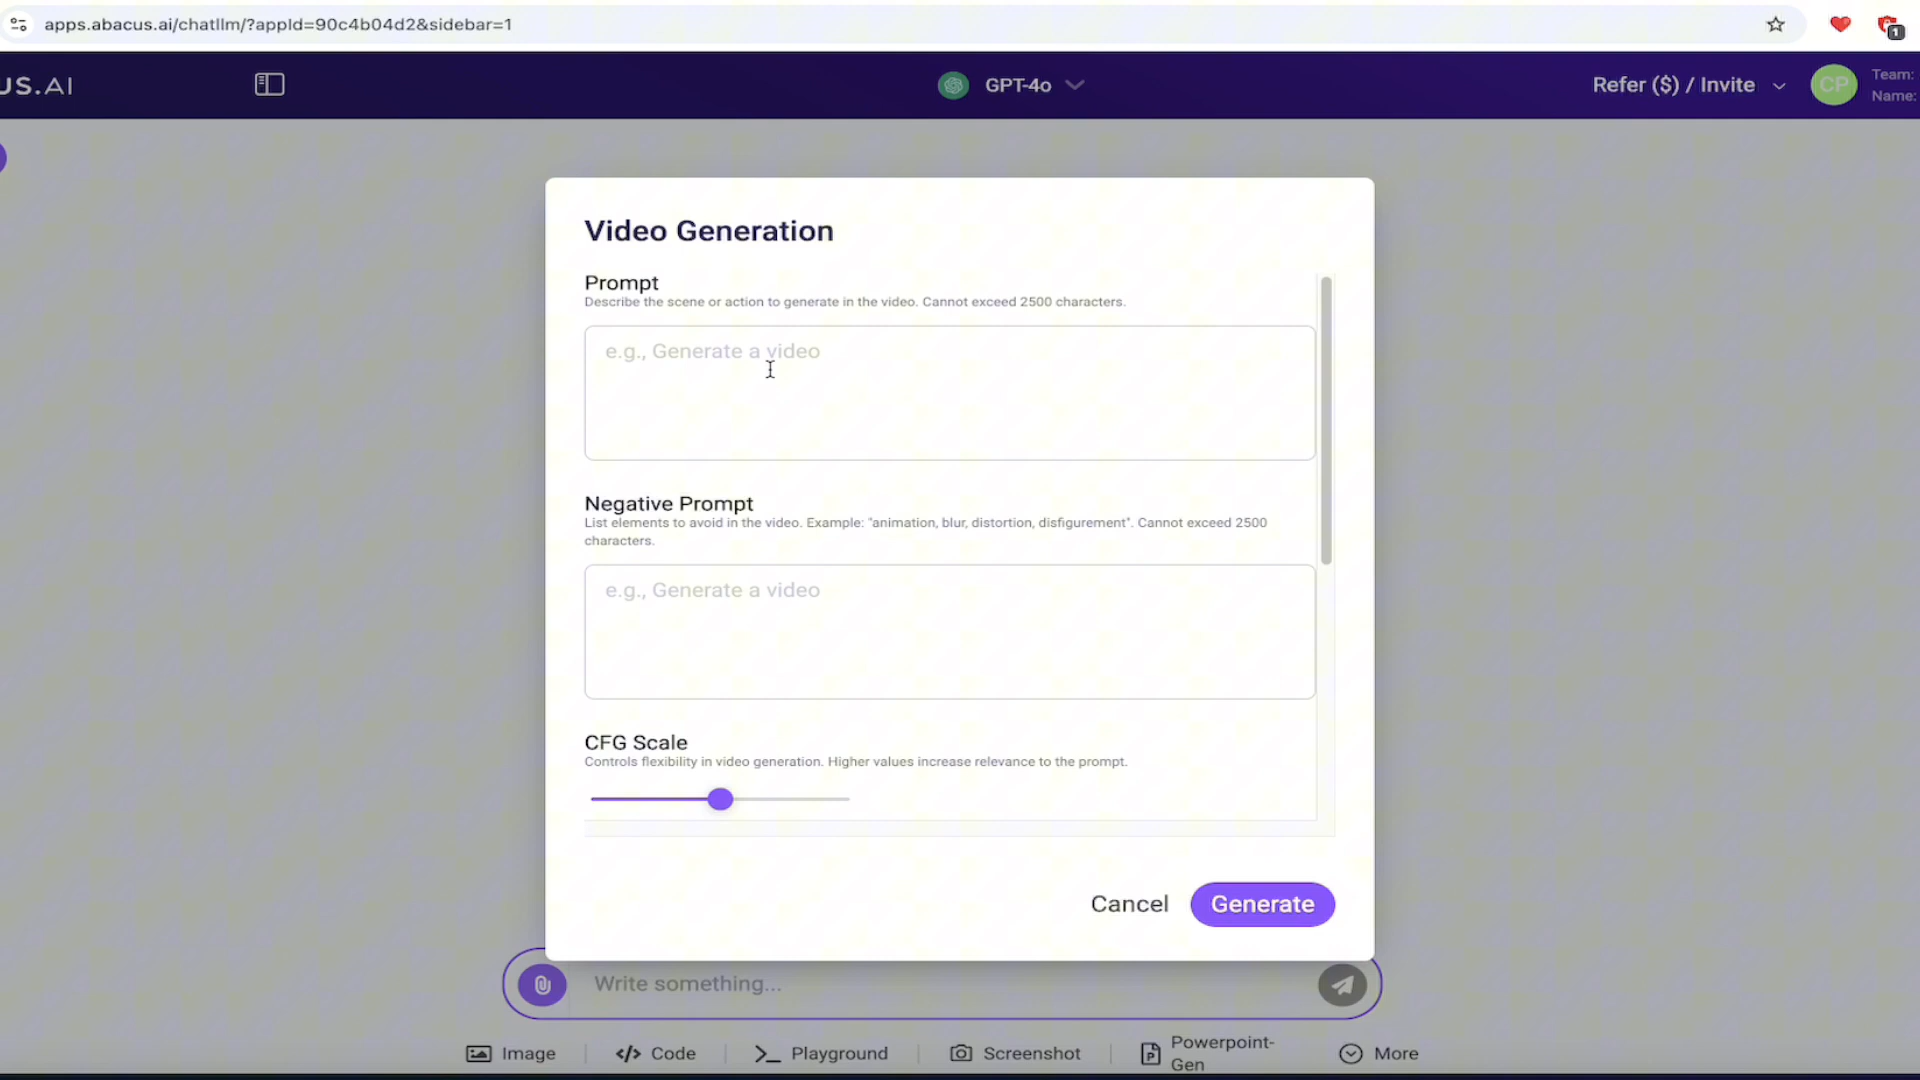 apps.abacus.ai/chatllm/?appId=90c4b04d2&sidebar=1
1
US.AI
GPT-4o
Refer ($) / Invite
CP
Team:
Name:
Video Generation
Prompt
Describe the scene or action to generate in the video. Cannot exceed 2500 characters.
e.g., Generate a video
Negative Prompt
List elements to avoid in the video. Example: "animation, blur, distortion, disfigurement". Cannot exceed 2500
characters.
e.g., Generate a video
CFG Scale
Controls flexibility in video generation. Higher values increase relevance to the prompt.
Cancel
Generate
Write something...
Image
</> Code
Playground
Screenshot
Powerpoint-
Gen
More